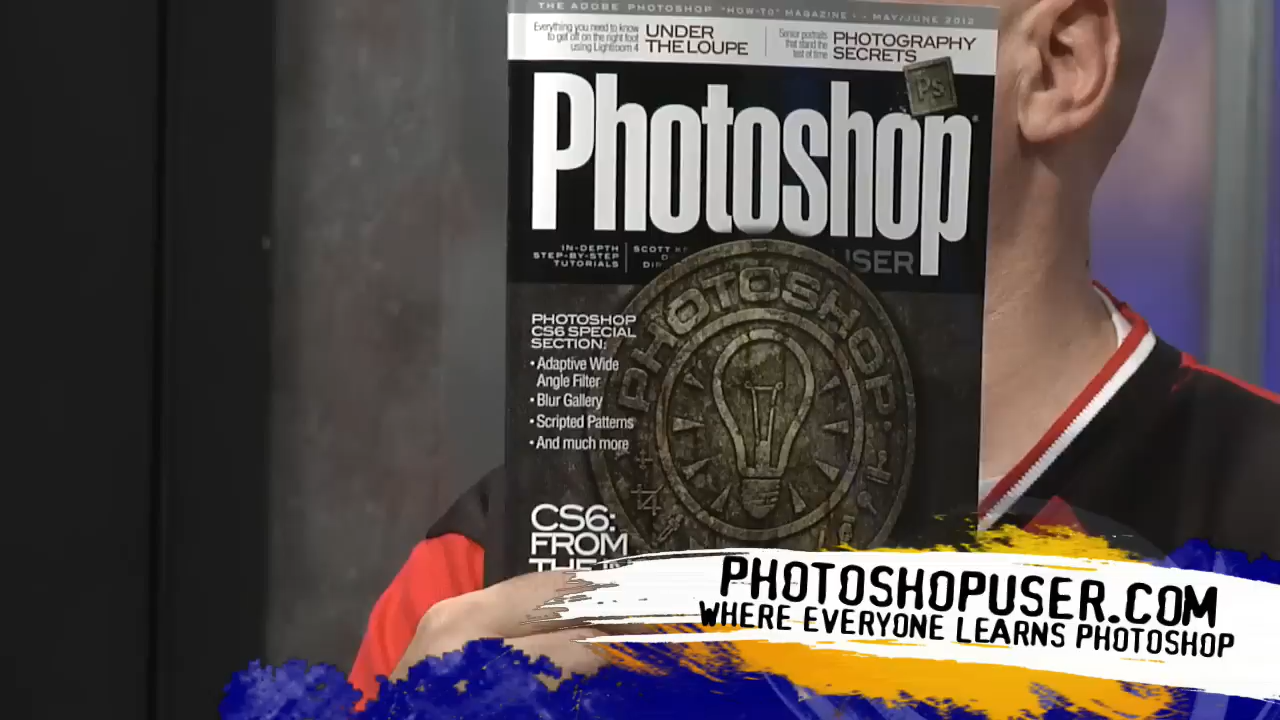 THE ADOBE PHOTOSHOP "HOW-TO" MAGAZINE • MAY/JUNE 2012
Everything you need to know
to get off on the right foot
using Lightroom 4
UNDER
THE LOUPE
Senior portraits
that stand the
test of time
PHOTOGRAPHY
SECRETS
Ps
Photoshop
USER
IN-DEPTH
STEP-BY-STEP
TUTORIALS
SCOTT
PHOTOSHOP
PHOTOSHOP
CS6 SPECIAL
SECTION:
• Adaptive Wide
Angle Filter
• Blur Gallery
• Scripted Patterns
• And much more
CS6:
FROM
THE
PHOTOSHOPUSER.COM
WHERE EVERYONE LEARNS PHOTOSHOP